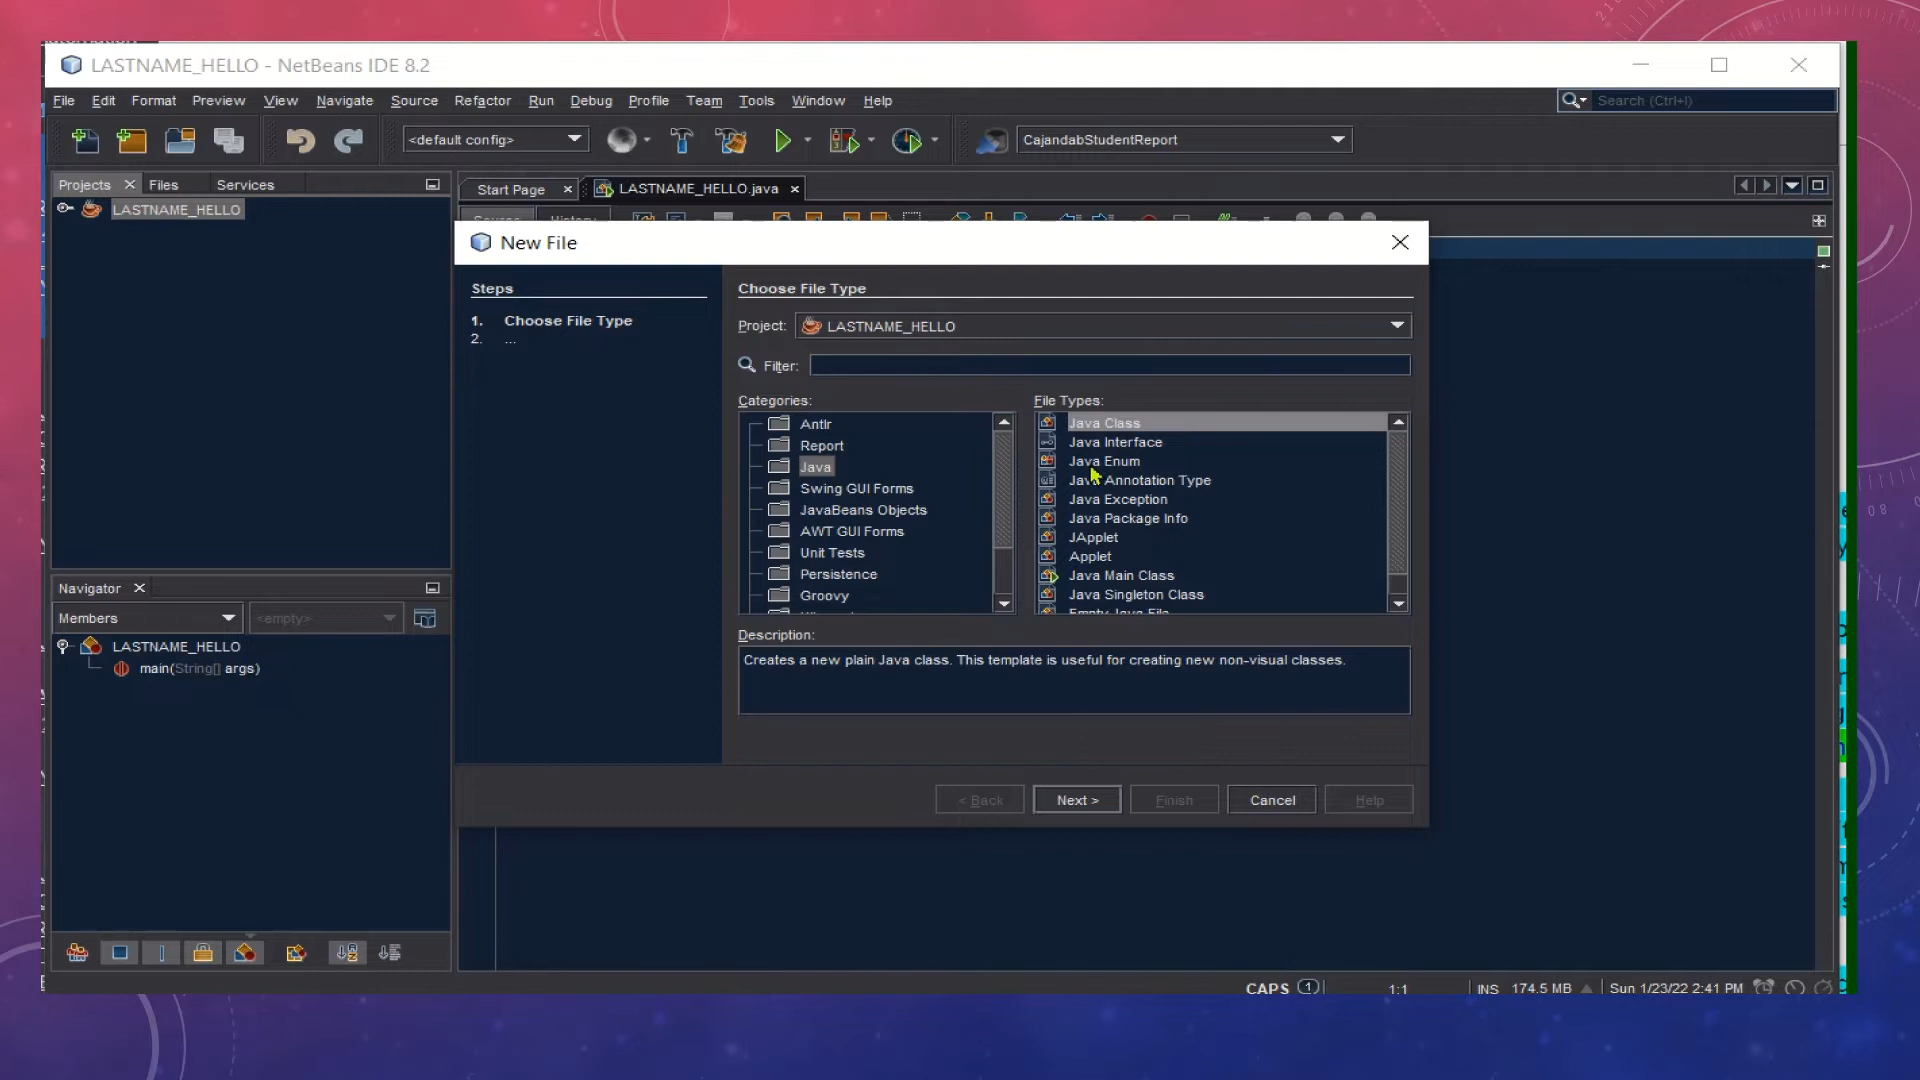 LASTNAME_HELLO - NetBeans IDE 8.2
File Edit Format Preview View Navigate Source Refactor Run Debug Profile Team Tools Window Help
Search (Ctrl+I)
<default config>
CajandabStudentReport
Projects Files Services
Start Page LASTNAME_HELLO.java
LASTNAME_HELLO
Source History
New File
Steps
1. Choose File Type
2. ...
Choose File Type
Project: LASTNAME_HELLO
Filter:
Categories:
Antlr
Report
Java
Swing GUI Forms
JavaBeans Objects
AWT GUI Forms
Unit Tests
Persistence
Groovy
File Types:
Java Class
Java Interface
Java Enum
Java Annotation Type
Java Exception
Java Package Info
JApplet
Applet
Java Main Class
Java Singleton Class
Empty Java File
Description:
Creates a new plain Java class. This template is useful for creating new non-visual classes.
< Back Next > Finish Cancel Help
Navigator
Members <empty>
LASTNAME_HELLO
main(String[] args)
CAPS 1 1:1 INS 174.5 MB Sun 1/23/22 2:41 PM